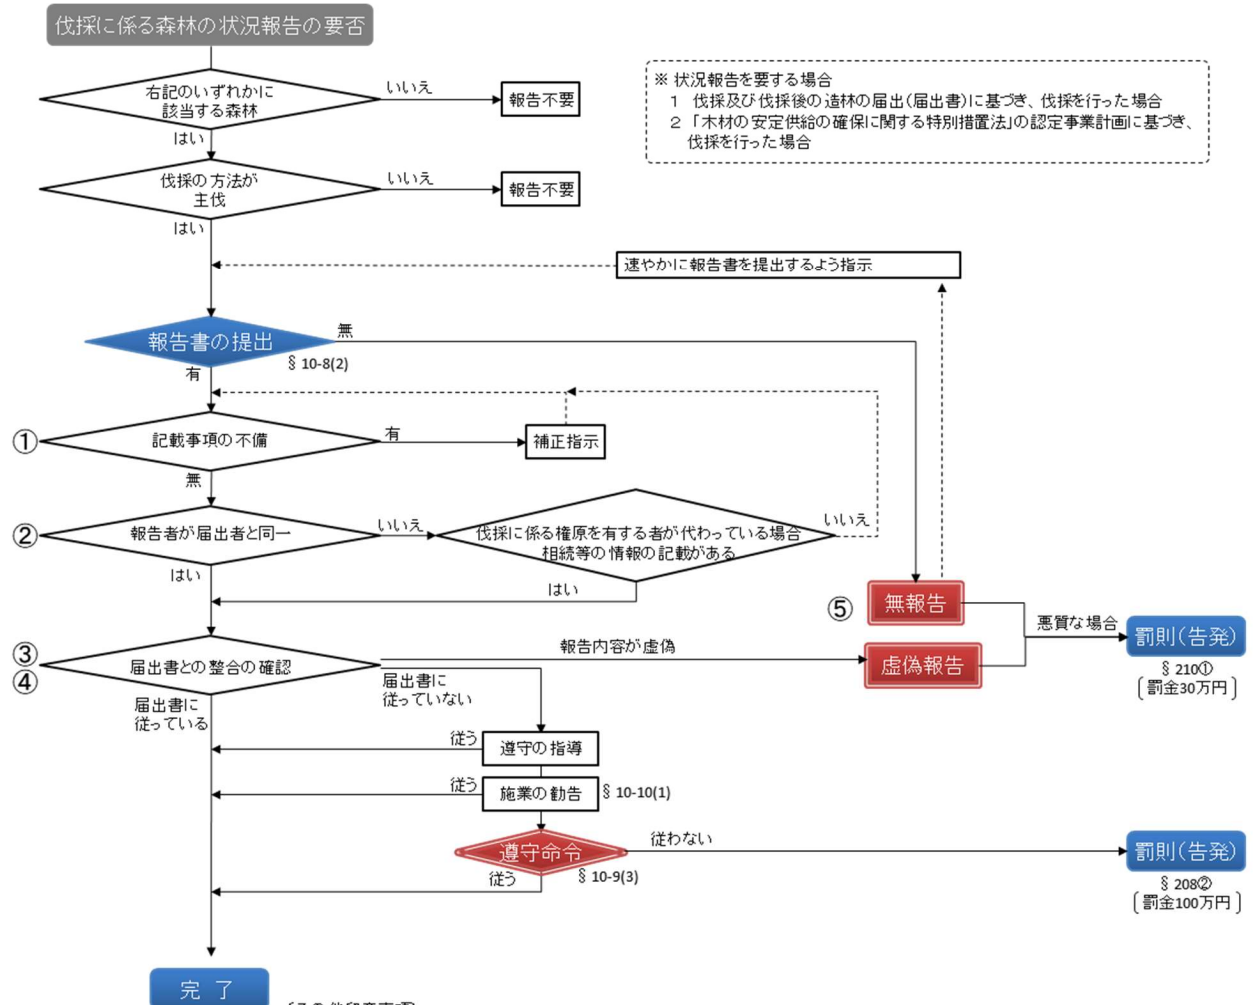 伐採に係る森林の状況報告の要否
右記のいずれかに
該当する森林
いいえ
報告不要
はい
※ 状況報告を要する場合
1 伐採及び伐採後の造林の届出(届出書)に基づき、伐採を行った場合
2 「木材の安定供給の確保に関する特別措置法」の認定事業計画に基づき、
伐採を行った場合
伐採の方法が
主伐
いいえ
報告不要
はい
速やかに報告書を提出するよう指示
報告書の提出
無
§ 10-8(2)
有
①
記載事項の不備
有
補正指示
無
②
報告者が届出者と同一
いいえ
伐採に係る権原を有する者が代わっている場合
相続等の情報の記載がある
いいえ
はい
はい
⑤
無報告
悪質な場合
罰則(告発)
§ 210①
〔罰金30万円〕
③
④
届出書との整合の確認
報告内容が虚偽
虚偽報告
届出書に
従っていない
届出書に
従っている
従う
遵守の指導
従う
施業の勧告
§ 10-10(1)
遵守命令
従わない
§ 10-9(3)
従う
罰則(告発)
§ 208②
〔罰金100万円〕
完 了